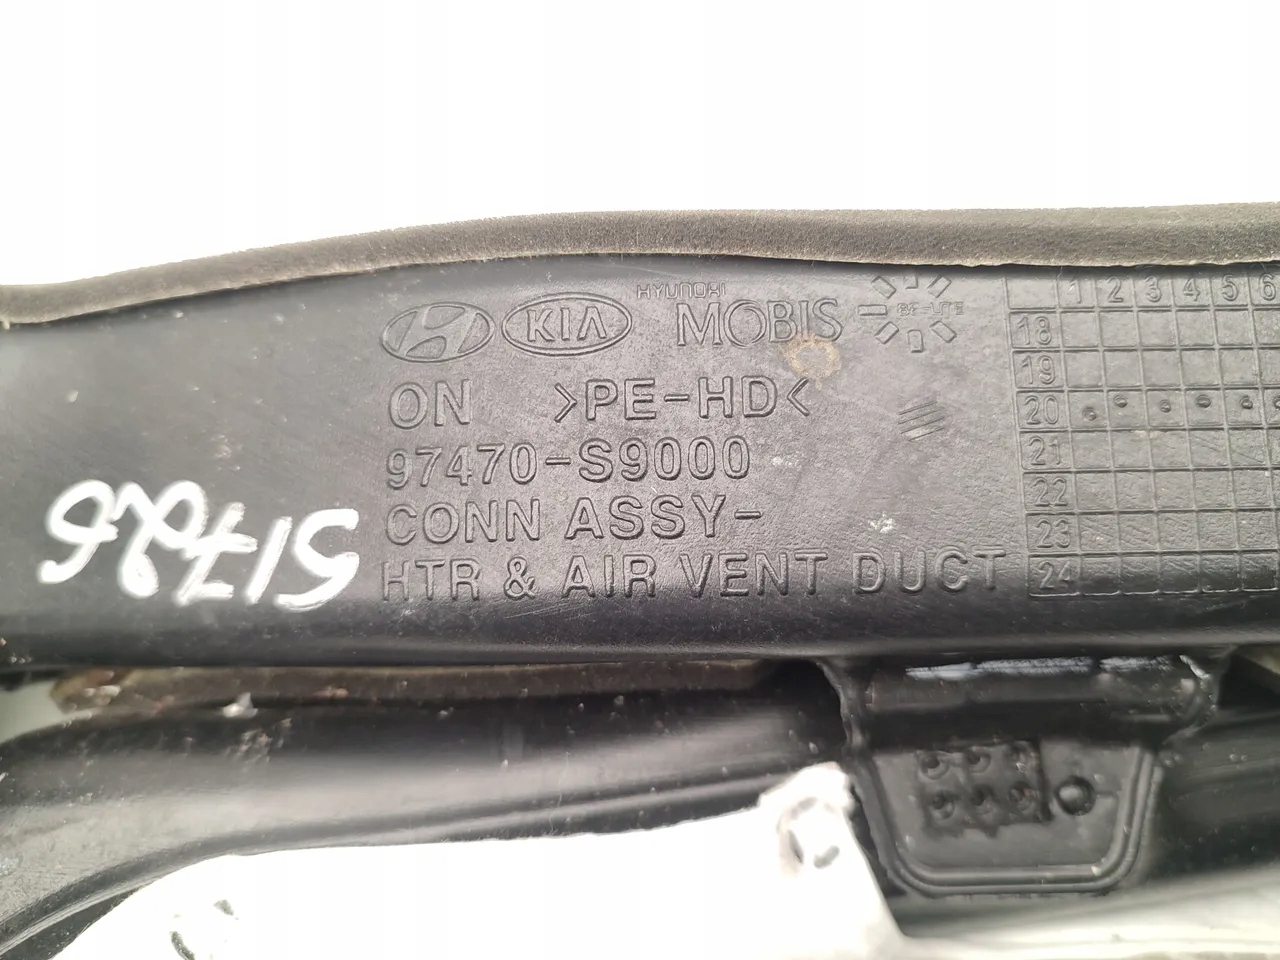 HYUNDAI
KIA MOBIS
ON >PE-HD<
97470-S9000
CONN ASSY-
HTR & AIR VENT DUCT
1 2 3 4 5 6
18
19
20
21
22
23
24